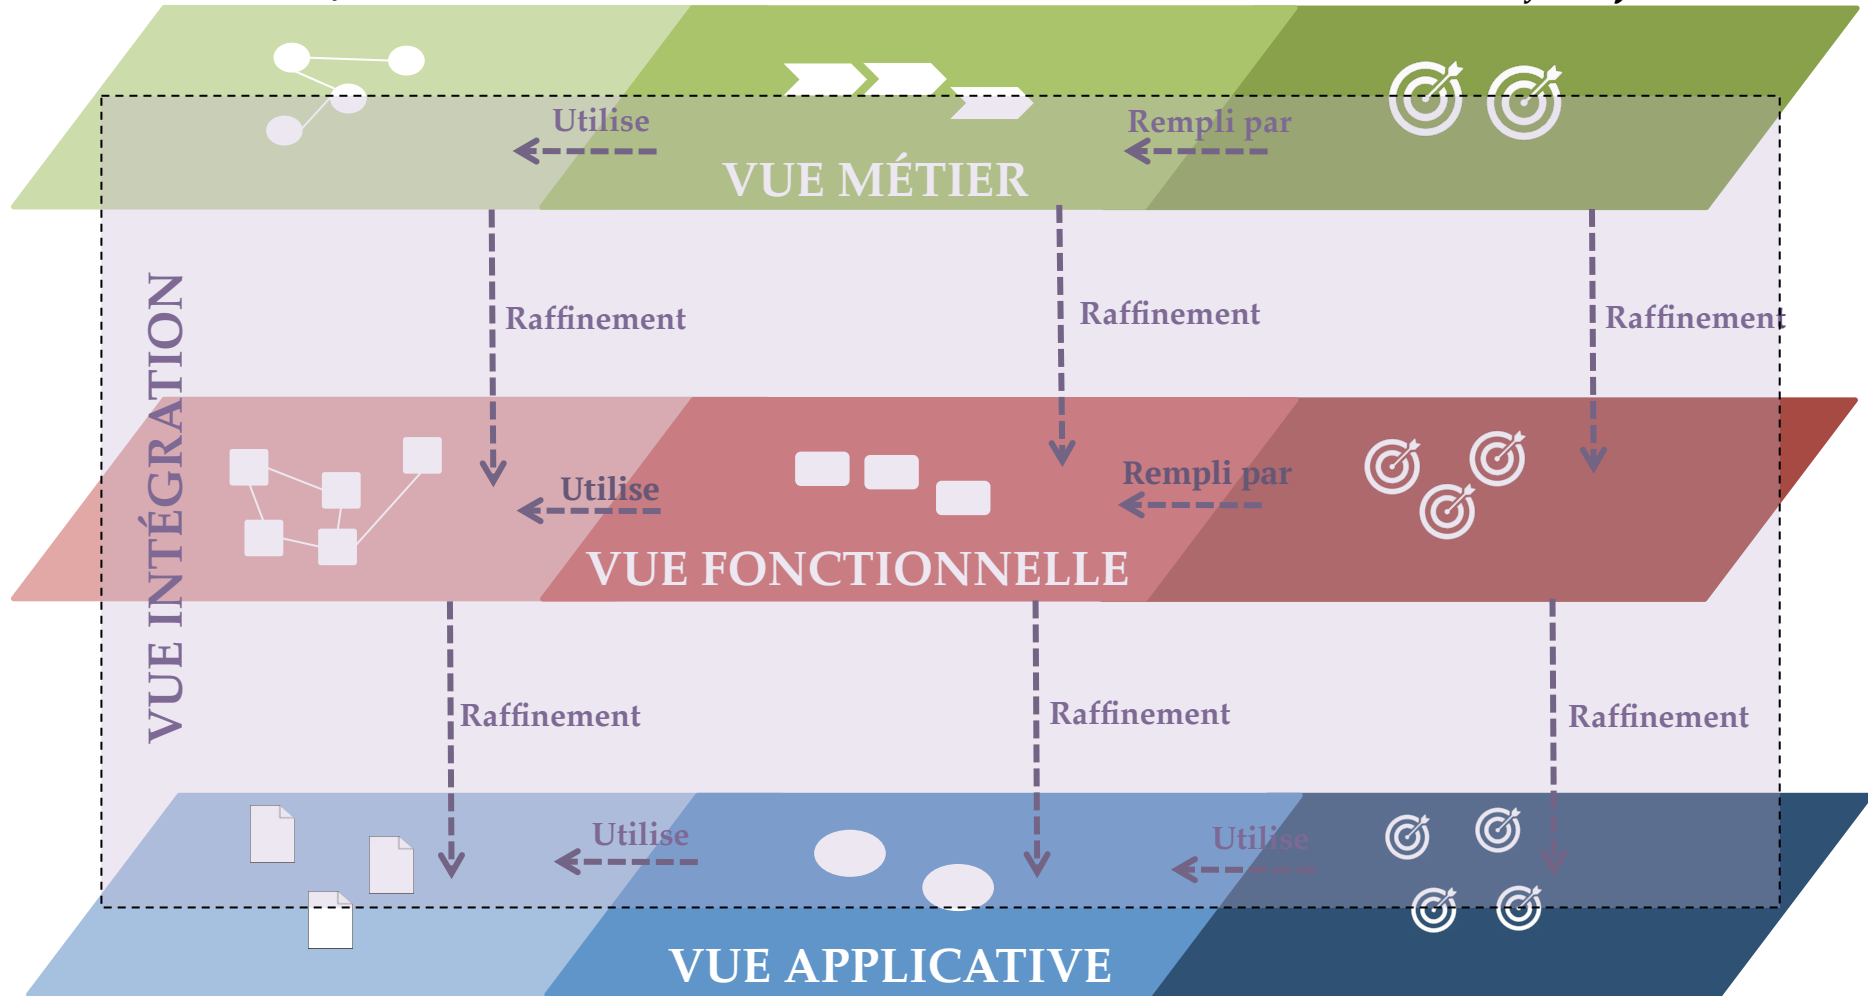 Utilise
Rempli par
VUE MÉTIER
Raffinement
Raffinement
Raffinement
VUE INTÉGRATION
Utilise
Rempli par
VUE FONCTIONNELLE
Raffinement
Raffinement
Raffinement
Utilise
Utilise
VUE APPLICATIVE